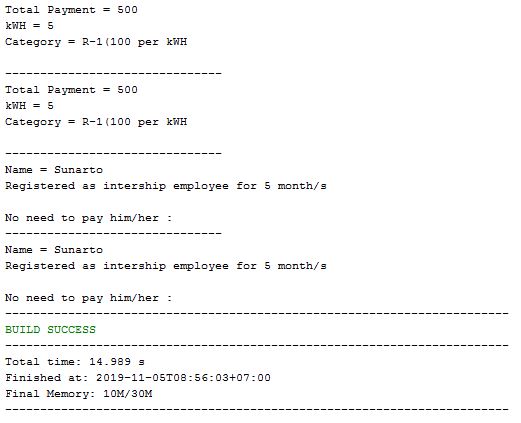 Total Payment = 500
kWH = 5
Category = R-1(100 per kWH

-------------------------------
Total Payment = 500
kWH = 5
Category = R-1(100 per kWH

-------------------------------
Name = Sunarto
Registered as intership employee for 5 month/s

No need to pay him/her :
-------------------------------
Name = Sunarto
Registered as intership employee for 5 month/s

No need to pay him/her :
------------------------------------------------------------------------
BUILD SUCCESS
------------------------------------------------------------------------
Total time: 14.989 s
Finished at: 2019-11-05T08:56:03+07:00
Final Memory: 10M/30M
------------------------------------------------------------------------